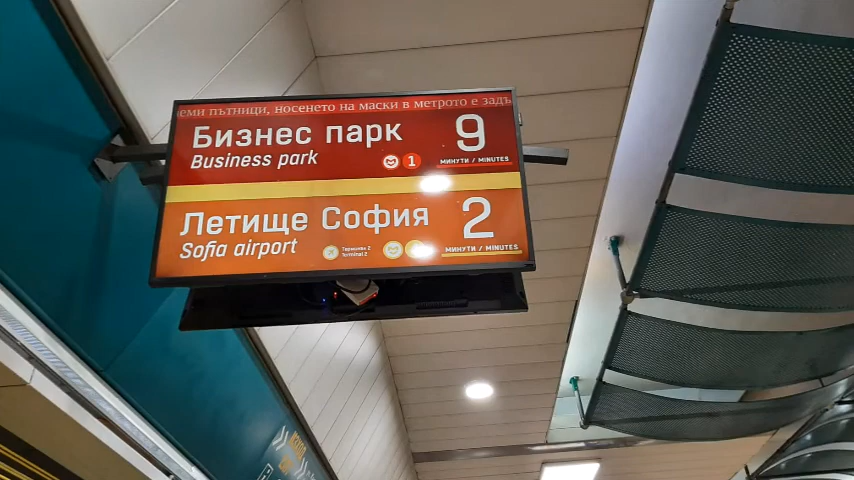 еми пътници, носенето на маски в метрото е задъ
Бизнес парк
9
Business park
1
МИНУТИ / MINUTES
Летище София
2
Sofia airport
Терминал 2
Terminal 2
МИНУТИ / MINUTES